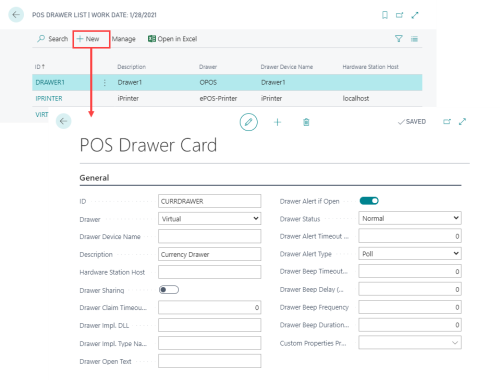 POS DRAWER LIST | WORK DATE: 1/28/2021
Search + New Manage Open in Excel
ID↑ Description Drawer Drawer Device Name Hardware Station Host
DRAWER1 Drawer1 OPOS Drawer1
IPRINTER iPrinter ePOS-Printer iPrinter localhost
VIRT
SAVED
POS Drawer Card
General
ID CURRDRAWER Drawer Alert if Open
Drawer Virtual Drawer Status Normal
Drawer Device Name Drawer Alert Timeout ... 0
Description Currency Drawer Drawer Alert Type Poll
Hardware Station Host Drawer Beep Timeout... 0
Drawer Sharing Drawer Beep Delay (... 0
Drawer Claim Timeou... 0 Drawer Beep Frequency 0
Drawer Impl. DLL Drawer Beep Duration... 0
Drawer Impl. Type Na... Custom Properties Pr...
Drawer Open Text